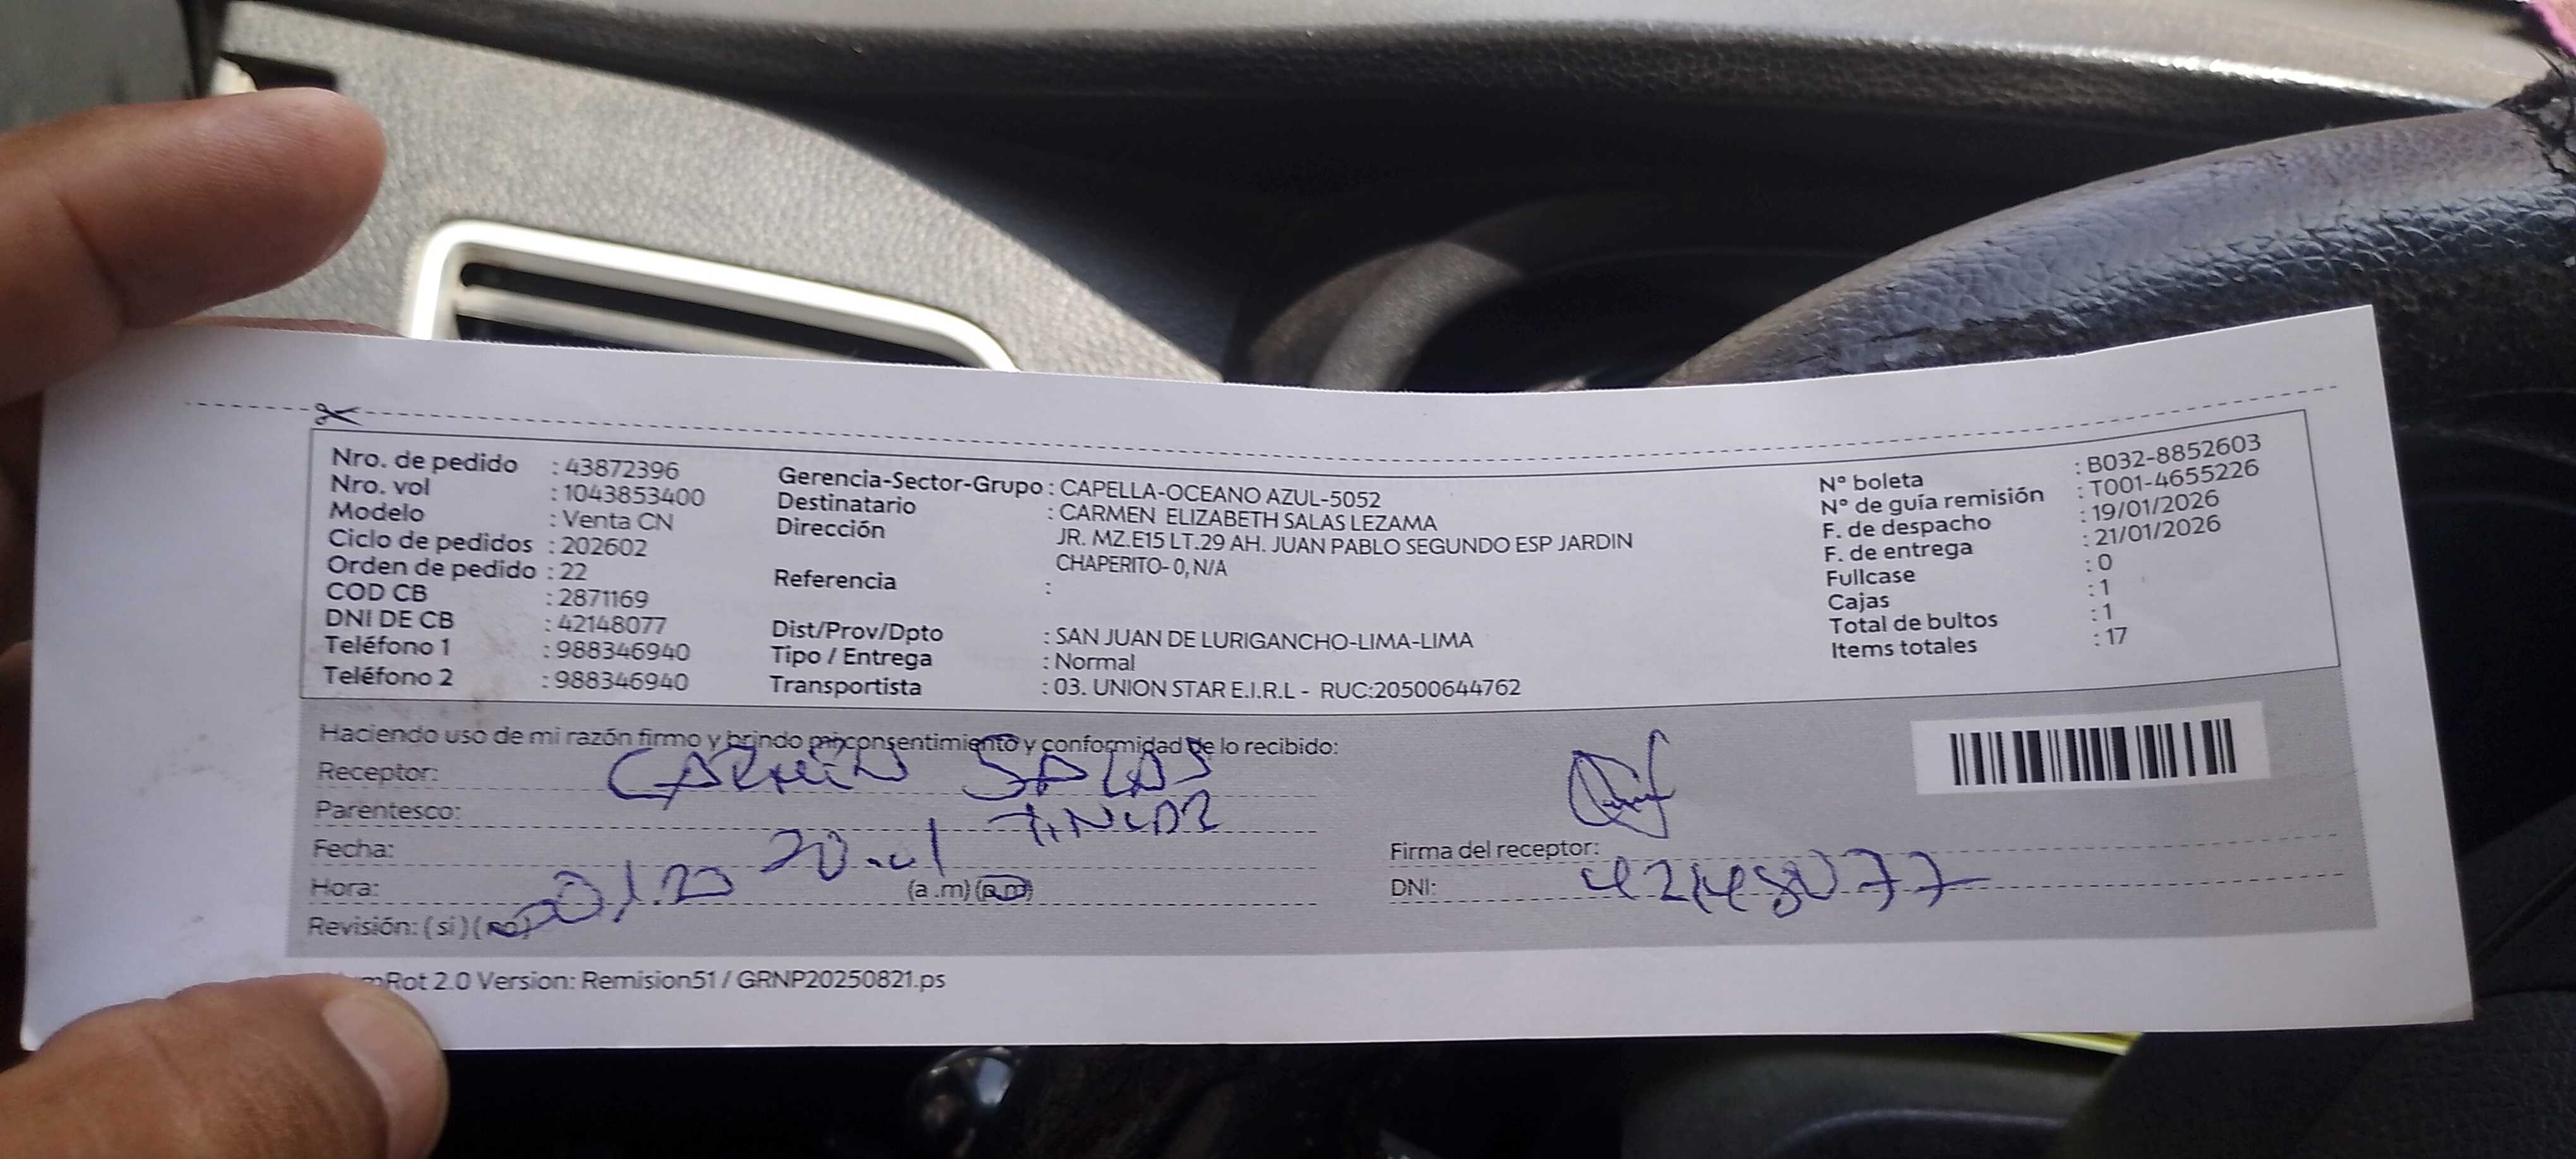 Nro. de pedido : 43872396
Nro. vol : 1043853400
Modelo : Venta CN
Ciclo de pedidos : 202602
Orden de pedido : 22
COD CB : 2871169
DNI DE CB : 42148077
Teléfono 1 : 988346940
Teléfono 2 : 988346940
Gerencia-Sector-Grupo : CAPELLA-OCEANO AZUL-5052
Destinatario : CARMEN ELIZABETH SALAS LEZAMA
Dirección JR. MZ.E15 LT.29 AH. JUAN PABLO SEGUNDO ESP JARDIN
CHAPERITO- 0, N/A
Referencia :
Dist/Prov/Dpto : SAN JUAN DE LURIGANCHO-LIMA-LIMA
Tipo / Entrega : Normal
Transportista : 03. UNION STAR E.I.R.L - RUC:20500644762
N° boleta : B032-8852603
N° de guía remisión : T001-4655226
F. de despacho : 19/01/2026
F. de entrega : 21/01/2026
Fullcase : 0
Cajas : 1
Total de bultos : 1
Items totales : 17
Haciendo uso de mi razón firmo y brindo mi consentimiento y conformidad de lo recibido:
Receptor: CARMEN SALAS
Parentesco:
Fecha:
Hora: (a.m) (p.m)
Revisión: (si) (no)
Firma del receptor:
DNI: 42148077
Rot 2.0 Version: Remision51 / GRNP20250821.ps